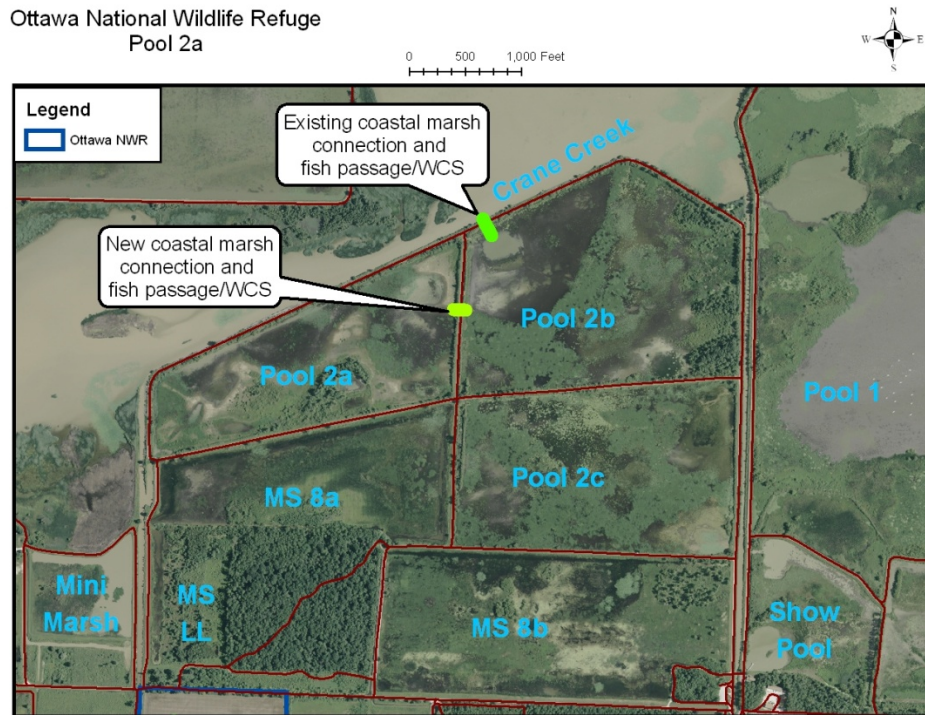 Ottawa National Wildlife Refuge
Pool 2a
0 500 1,000 Feet
N
W E
S
Legend
Ottawa NWR
Existing coastal marsh
connection and
fish passage/WCS
Crane Creek
New coastal marsh
connection and
fish passage/WCS
Pool 2b
Pool 2a
Pool 1
Pool 2c
MS 8a
Mini
Marsh
MS
LL
MS 8b
Show
Pool